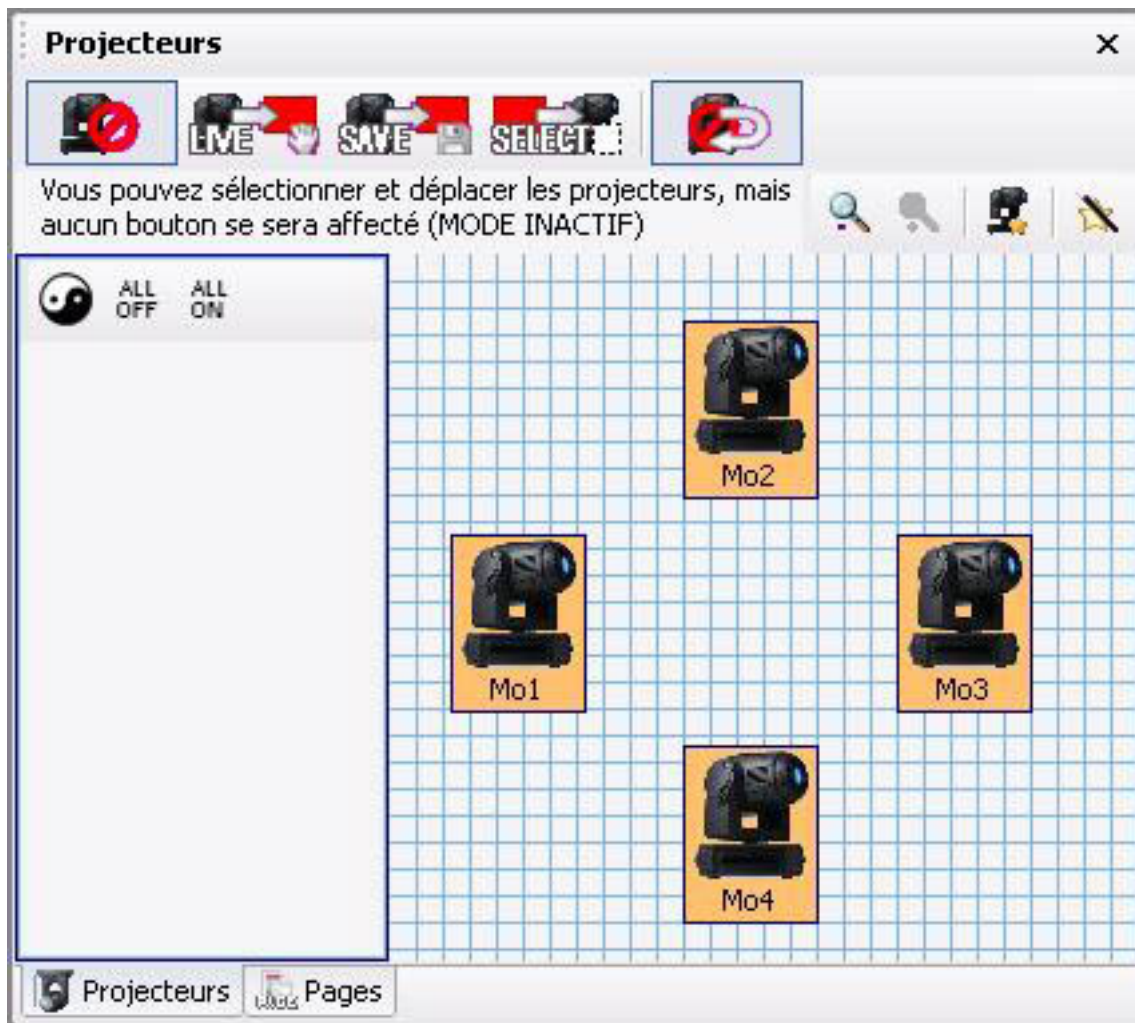 Projecteurs
LIVE SAVE SELECT
Vous pouvez sélectionner et déplacer les projecteurs, mais
aucun bouton se sera affecté (MODE INACTIF)
ALL OFF ALL ON
Mo2
Mo1 Mo3
Mo4
Projecteurs Pages